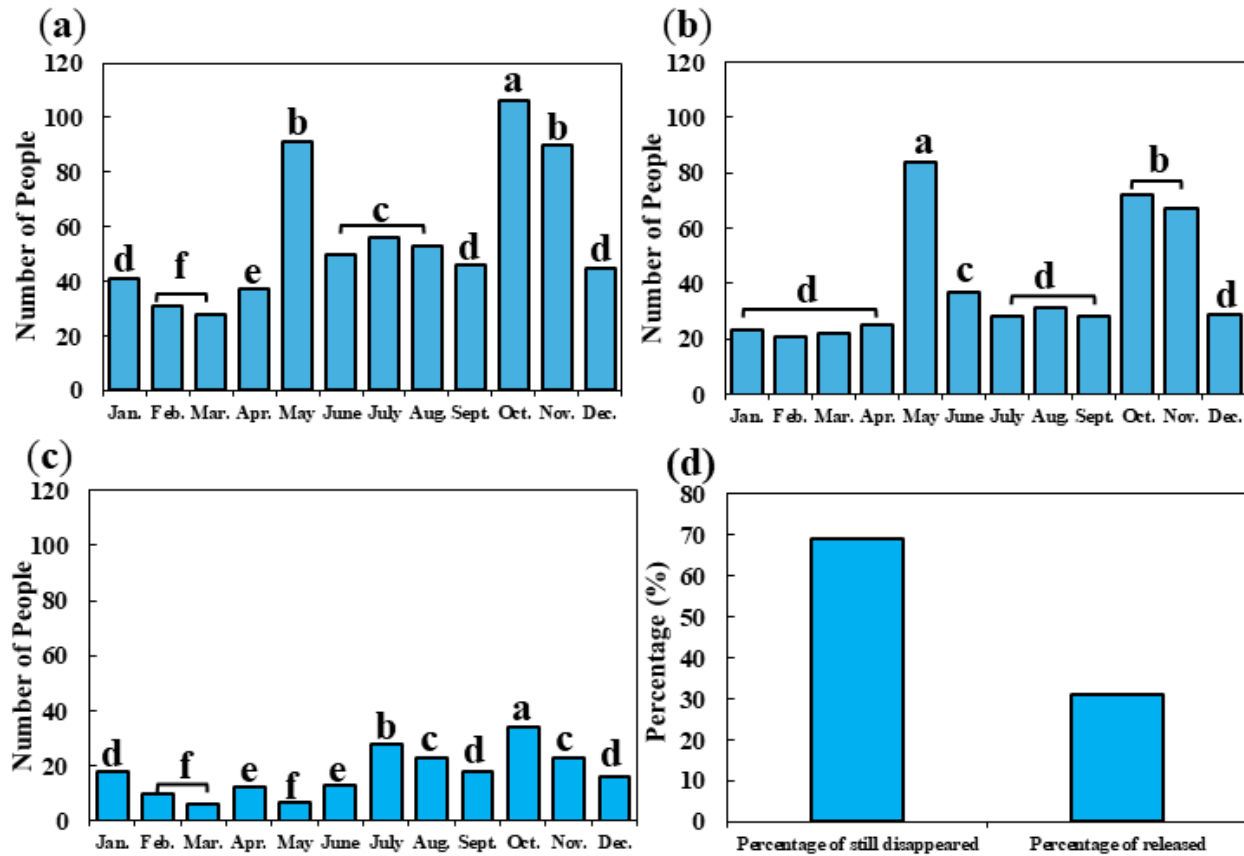 (a)
120
100
80
60
40
20
0
Number of People
d
f
e
b
c
d
a
b
d
Jan. Feb. Mar. Apr. May June July Aug. Sept. Oct. Nov. Dec.
(b)
120
100
80
60
40
20
0
Number of People
d
a
c
d
b
d
Jan. Feb. Mar. Apr. May June July Aug. Sept. Oct. Nov. Dec.
(c)
120
100
80
60
40
20
0
Number of People
d
f
e
f
e
b
c
d
a
c
d
Jan. Feb. Mar. Apr. May June July Aug. Sept. Oct. Nov. Dec.
(d)
80
70
60
50
40
30
20
10
0
Percentage (%)
Percentage of still disappeared Percentage of released